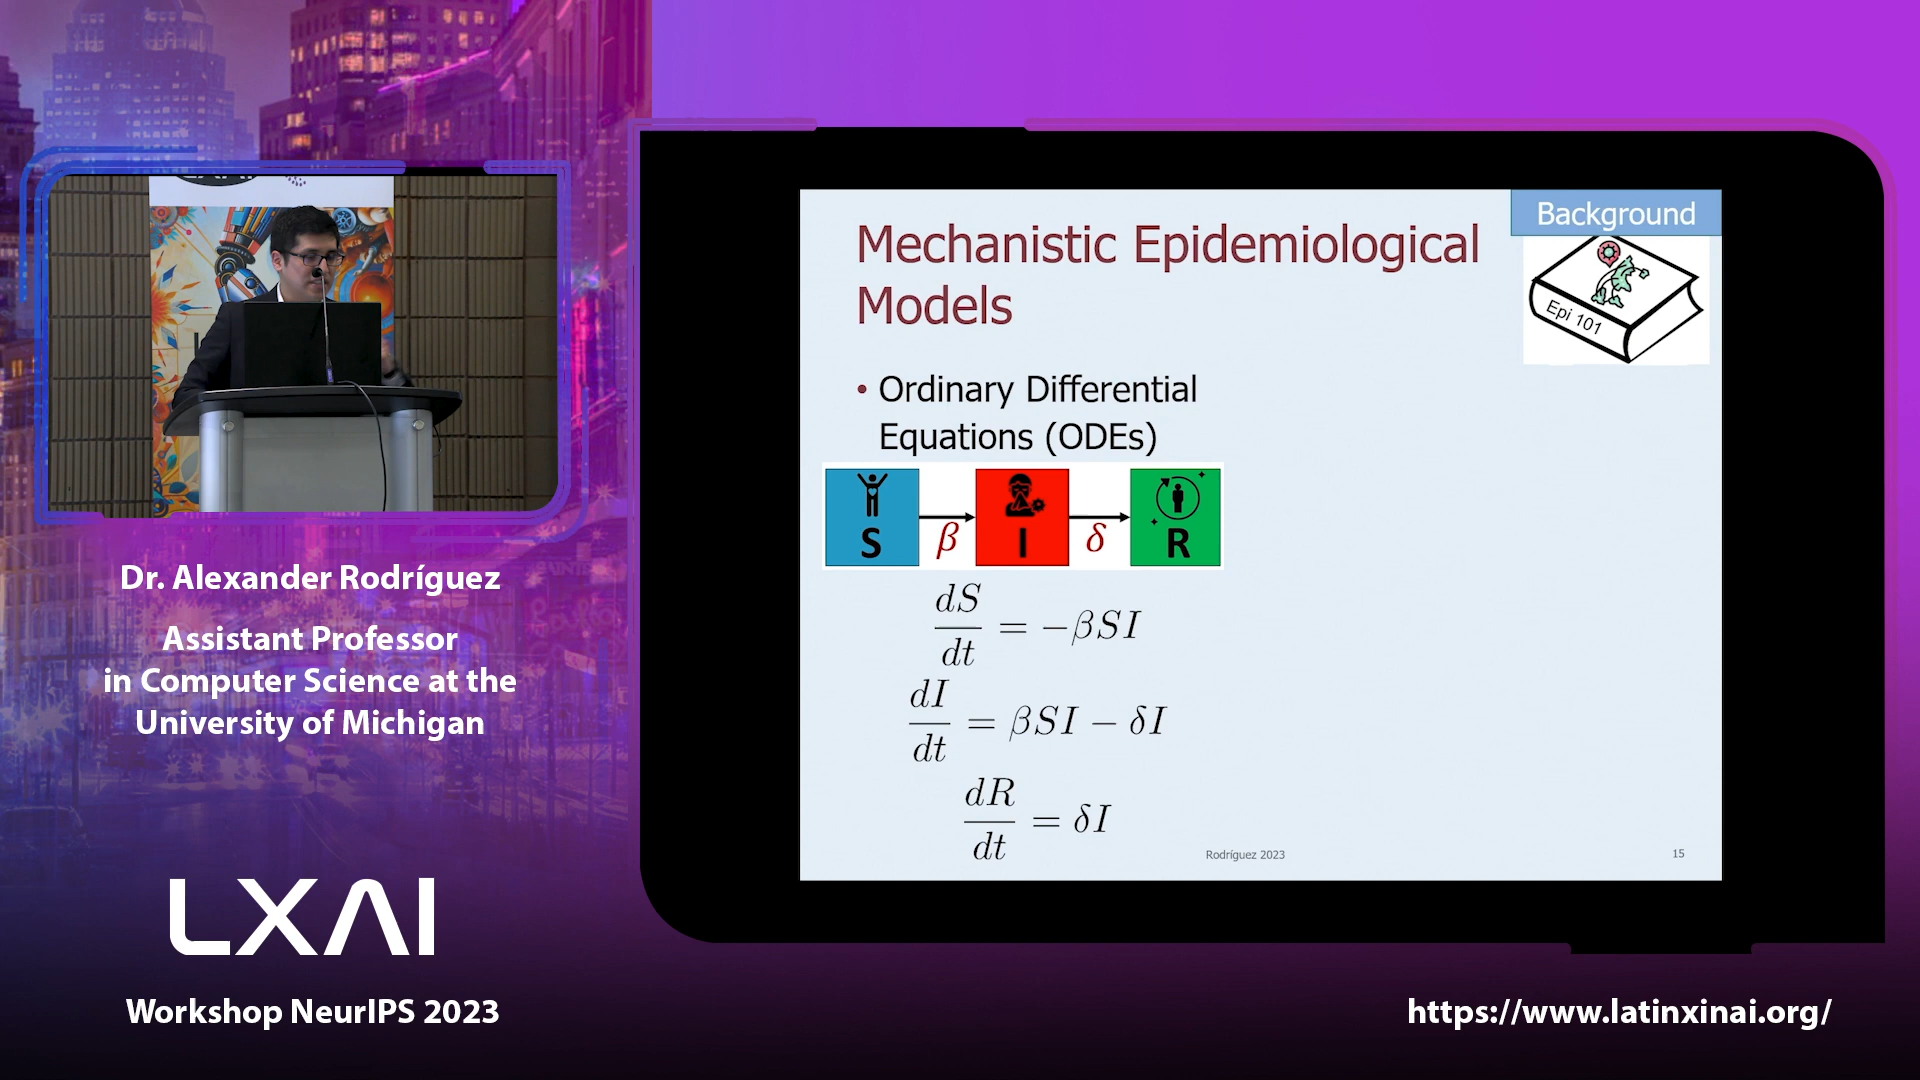 Dr. Alexander Rodríguez
Assistant Professor
in Computer Science at the
University of Michigan
LXAI
Workshop NeurIPS 2023
Background
Mechanistic Epidemiological
Models
Epi 101
• Ordinary Differential
Equations (ODEs)
S β I δ R
dS/dt = −βSI
dI/dt = βSI − δI
dR/dt = δI
Rodríguez 2023
15
https://www.latinxinai.org/